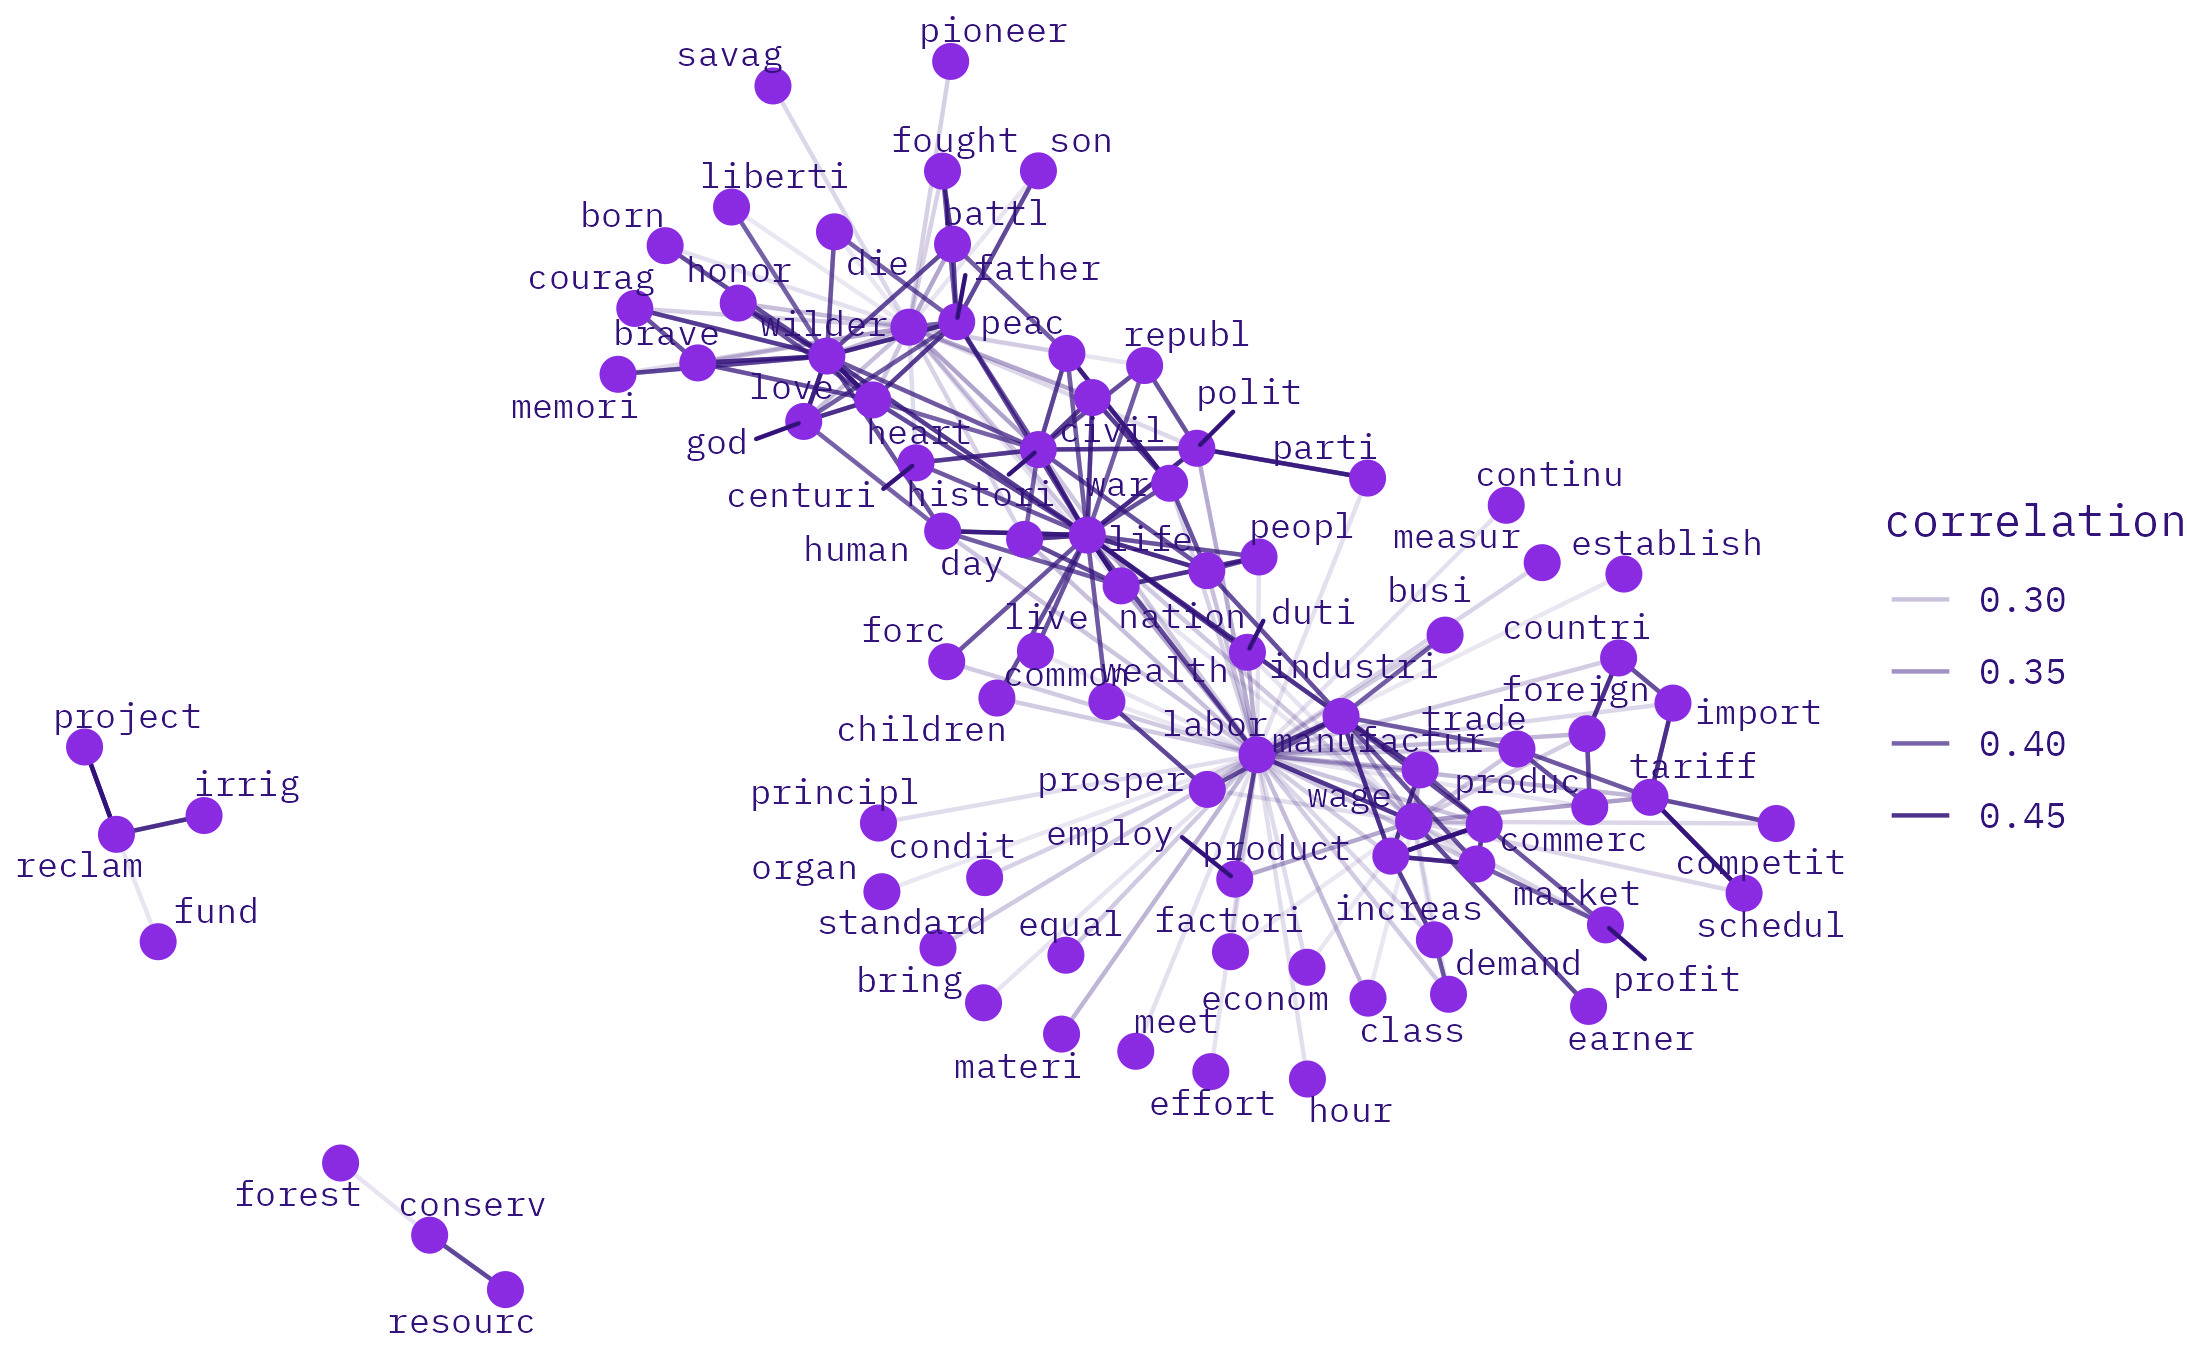 pioneer
savag
fought
son
liberti
born
battl
die
father
honor
courag
wilder
peac
brave
republ
love
polit
memori
heart
civil
god
parti
centuri
histori
war
continu
peopl
measur
establish
human
life
day
busi
duti
live
nation
forc
countri
common
wealth
industri
foreign
import
children
labor
trade
manufactur
project
tariff
prosper
produc
irrig
principl
wage
employ
condit
product
commerc
competit
reclam
organ
market
increas
fund
standard
equal
factori
schedul
demand
bring
profit
econom
meet
class
earner
materi
effort
hour
forest
conserv
resourc
correlation
0.30
0.35
0.40
0.45